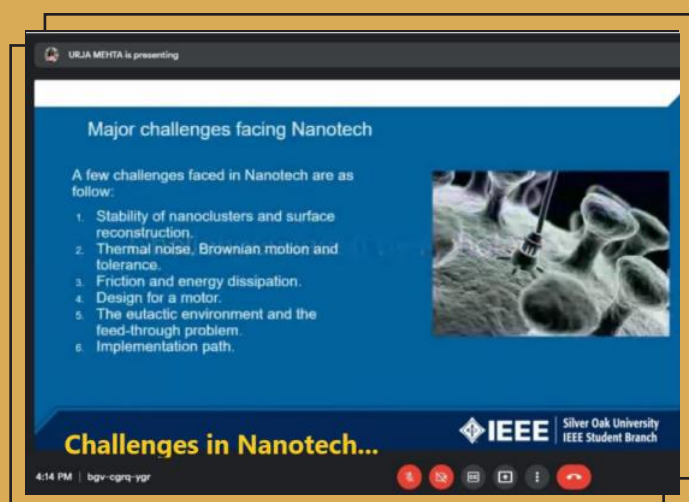 URJA MEHTA is presenting
Major challenges facing Nanotech
A few challenges faced in Nanotech are as
follow:
1. Stability of nanoclusters and surface
reconstruction.
2. Thermal noise, Brownian motion and
tolerance.
3. Friction and energy dissipation.
4. Design for a motor.
5. The eutactic environment and the
feed-through problem.
6. Implementation path.
IEEE
Silver Oak University
IEEE Student Branch
Challenges in Nanotech...
4:14 PM | bgv-cgrq-ygr